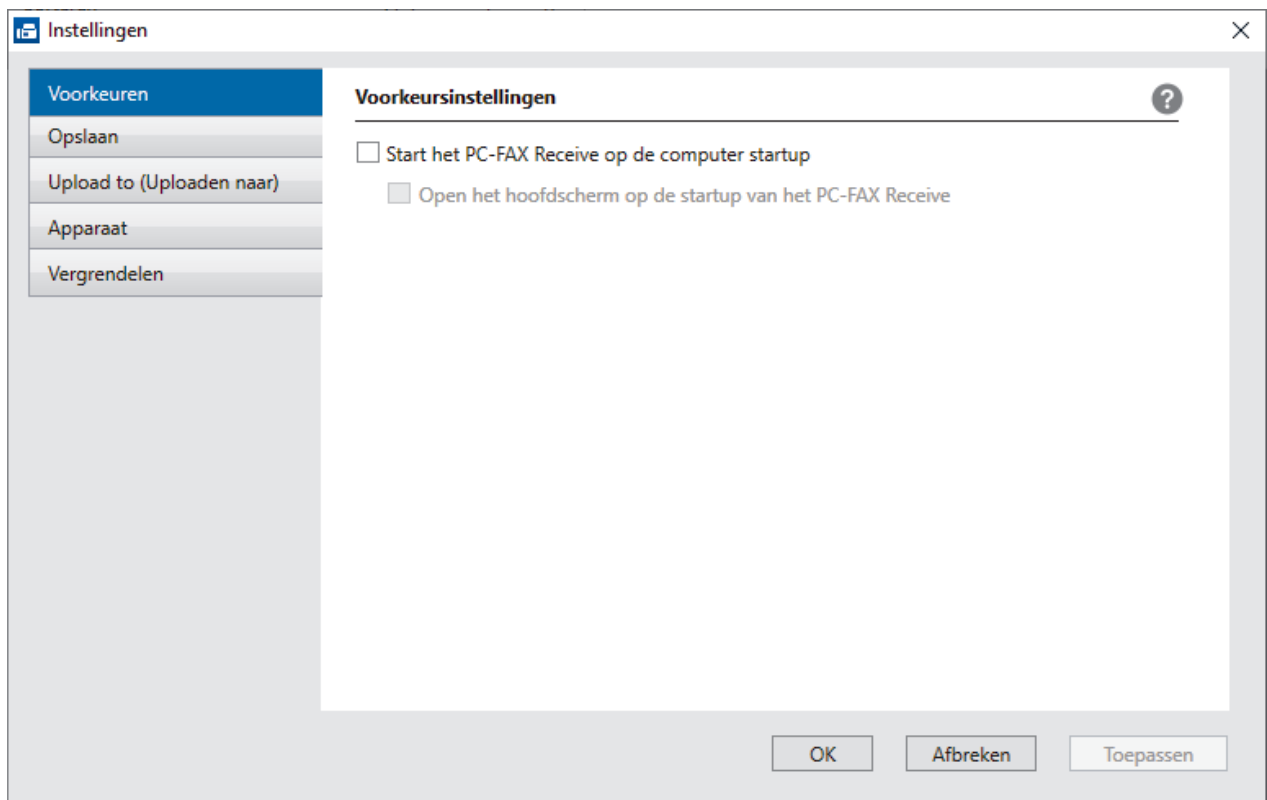 Instellingen
Voorkeuren
Opslaan
Upload to (Uploaden naar)
Apparaat
Vergrendelen
Voorkeursinstellingen
?
Start het PC-FAX Receive op de computer startup
Open het hoofdscherm op de startup van het PC-FAX Receive
OK
Afbreken
Toepassen